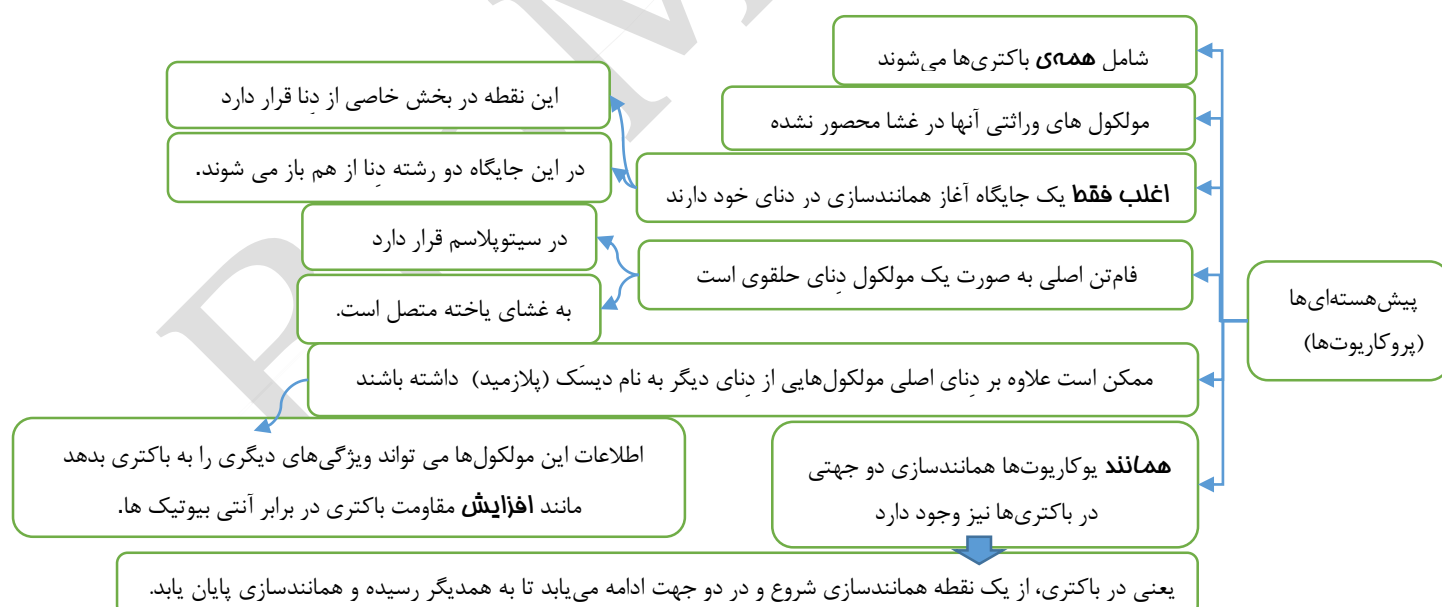 پیش‌هسته‌ای‌ها
(پروکاریوت‌ها)
شامل همه‌ی باکتری‌ها می‌شوند
مولکول های وراثتی آنها در غشا محصور نشده
اغلب فقط یک جایگاه آغاز همانندسازی در دنای خود دارند
این نقطه در بخش خاصی از دِنا قرار دارد
در این جایگاه دو رشته دِنا از هم باز می شوند.
فام‌تن اصلی به صورت یک مولکول دِنای حلقوی است
در سیتوپلاسم قرار دارد
به غشای یاخته متصل است.
ممکن است علاوه بر دِنای اصلی مولکول‌هایی از دِنای دیگر به نام دیسَک (پلازمید) داشته باشند
اطلاعات این مولکول‌ها می تواند ویژگی‌های دیگری را به باکتری بدهد
مانند افزایش مقاومت باکتری در برابر آنتی بیوتیک ها.
همانند یوکاریوت‌ها همانندسازی دو جهتی
در باکتری‌ها نیز وجود دارد
یعنی در باکتری، از یک نقطه همانندسازی شروع و در دو جهت ادامه می‌یابد تا به همدیگر رسیده و همانندسازی پایان یابد.